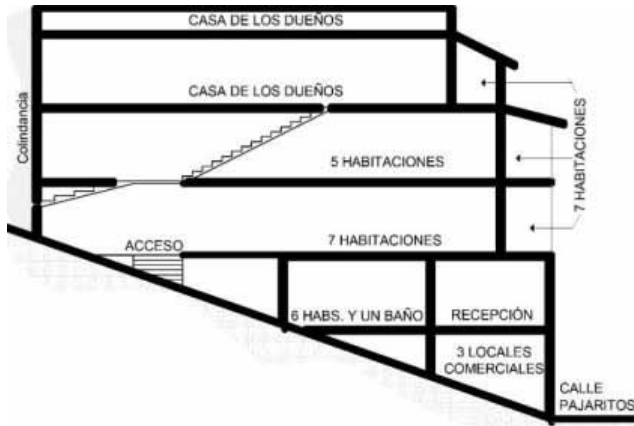 CASA DE LOS DUEÑOS
CASA DE LOS DUEÑOS
Colindancia
5 HABITACIONES
7 HABITACIONES
ACCESO
7 HABITACIONES
6 HABS. Y UN BAÑO
RECEPCIÓN
3 LOCALES
COMERCIALES
CALLE
PAJARITOS